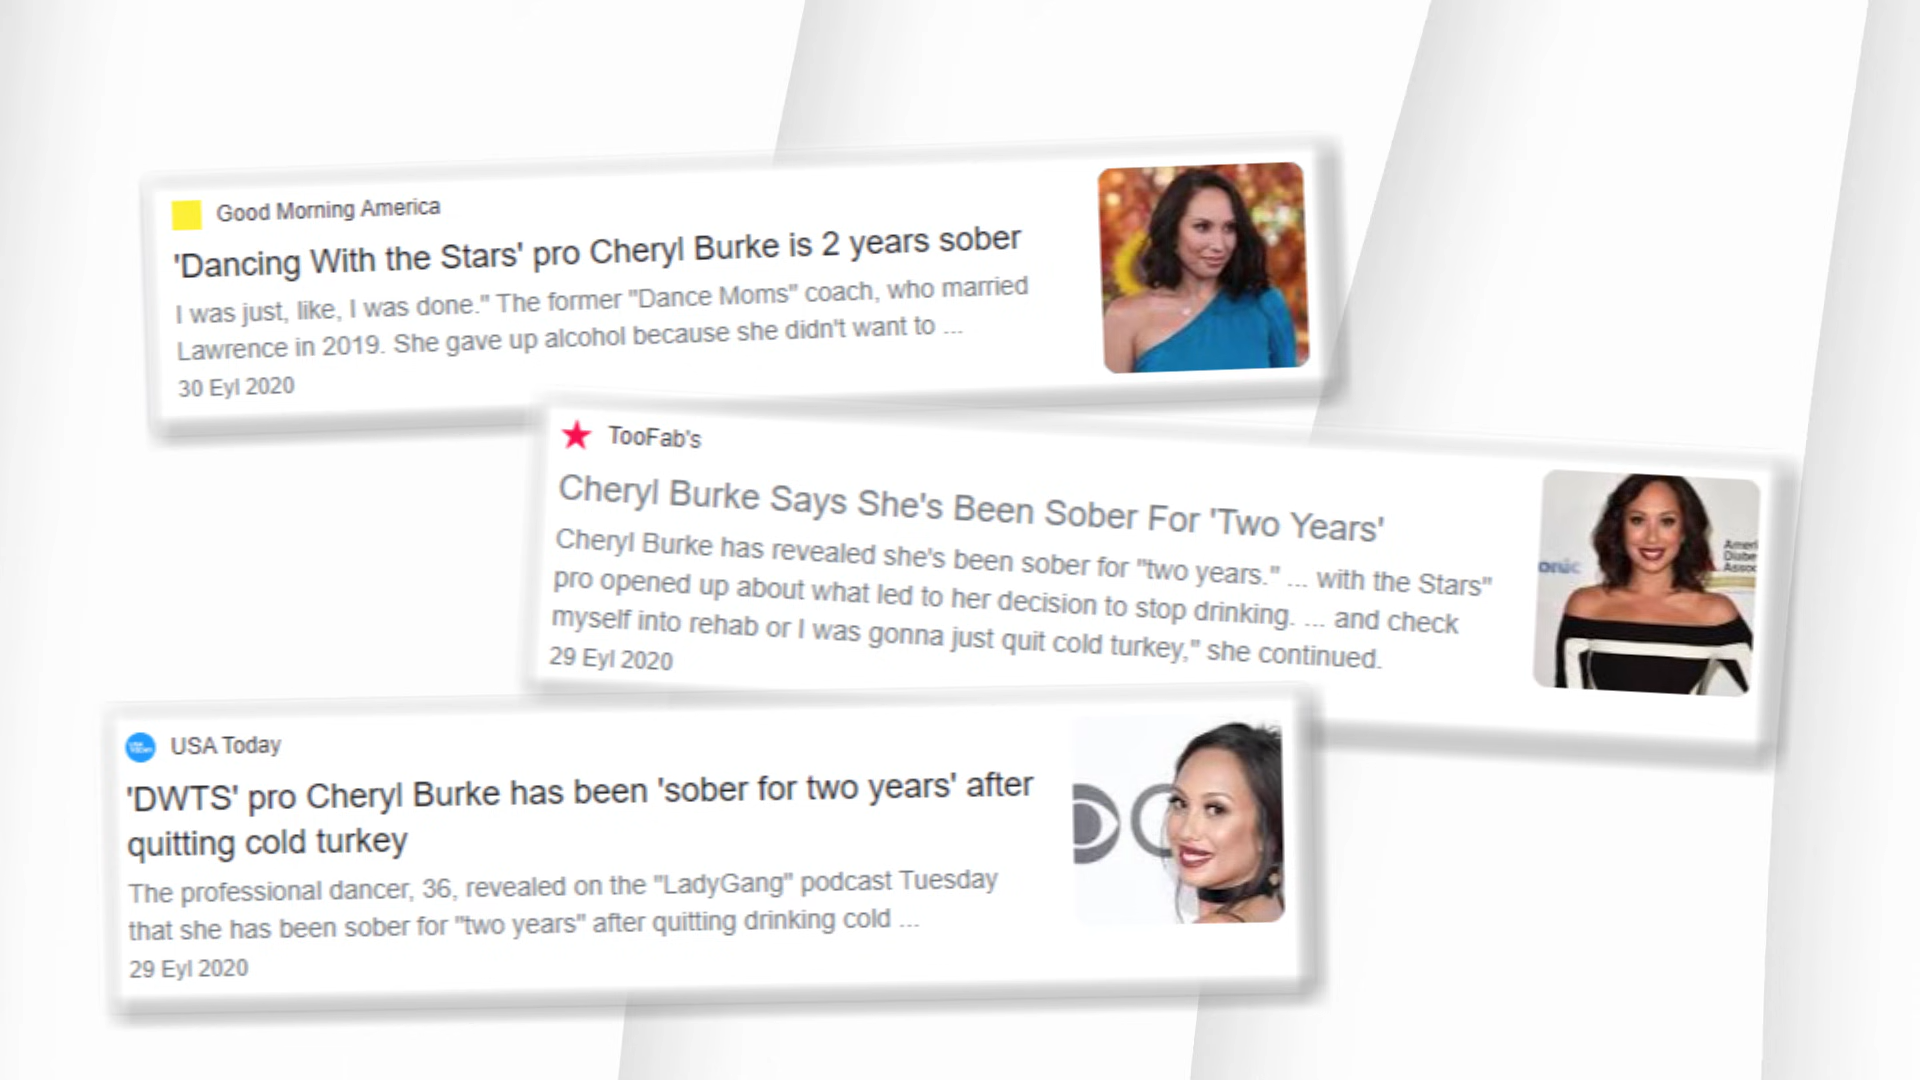 Good Morning America
'Dancing With the Stars' pro Cheryl Burke is 2 years sober
I was just, like, I was done." The former "Dance Moms" coach, who married
Lawrence in 2019. She gave up alcohol because she didn't want to ...
30 Eyl 2020
TooFab's
Cheryl Burke Says She's Been Sober For 'Two Years'
Cheryl Burke has revealed she's been sober for "two years." ... with the Stars"
pro opened up about what led to her decision to stop drinking. ... and check
myself into rehab or I was gonna just quit cold turkey," she continued.
29 Eyl 2020
USA Today
'DWTS' pro Cheryl Burke has been 'sober for two years' after
quitting cold turkey
The professional dancer, 36, revealed on the "LadyGang" podcast Tuesday
that she has been sober for "two years" after quitting drinking cold ...
29 Eyl 2020